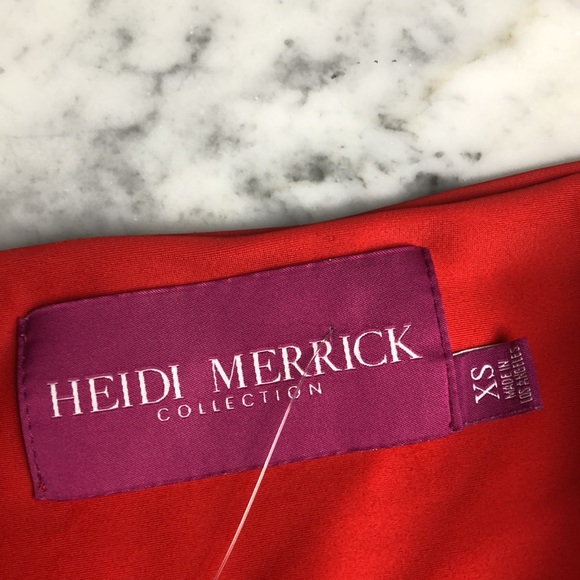 HEIDI MERRICK
COLLECTION
XS
MADE IN
LOS ANGELES